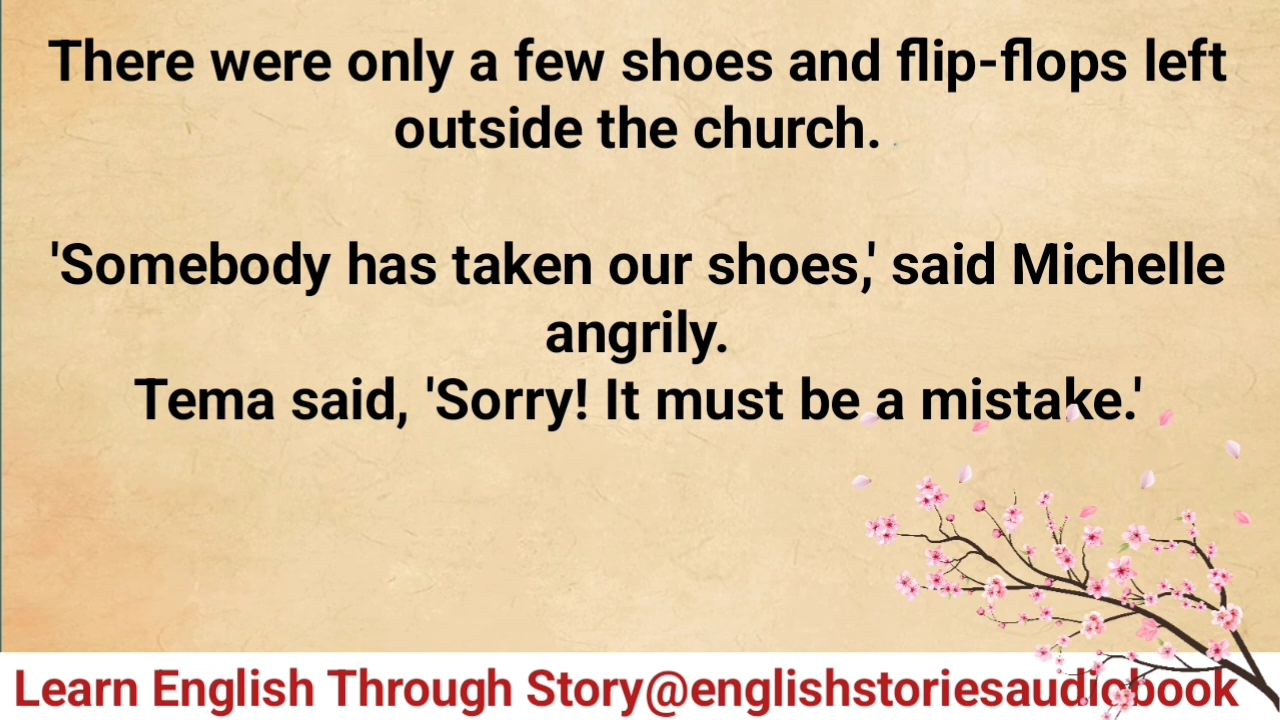 There were only a few shoes and flip-flops left
outside the church.
'Somebody has taken our shoes,' said Michelle
angrily.
Tema said, 'Sorry! It must be a mistake.'
Learn English Through Story@englishstoriesaudiobook